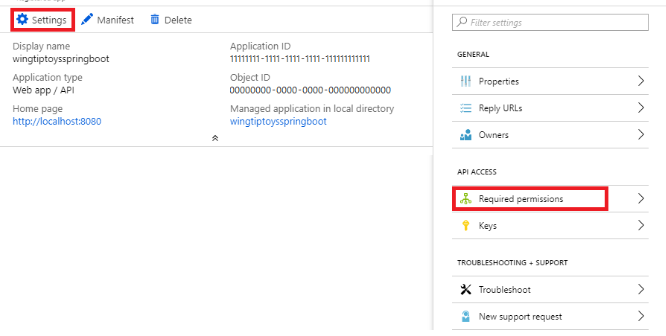 Settings
Manifest
Delete
Display name
wingtiptoysspringboot
Application type
Web app / API
Home page
http://localhost:8080
Application ID
11111111-1111-1111-1111-111111111111
Object ID
00000000-0000-0000-000000000000
Managed application in local directory
wingtiptoysspringboot
Filter settings
GENERAL
Properties
Reply URLs
Owners
API ACCESS
Required permissions
Keys
TROUBLESHOOTING + SUPPORT
Troubleshoot
New support request